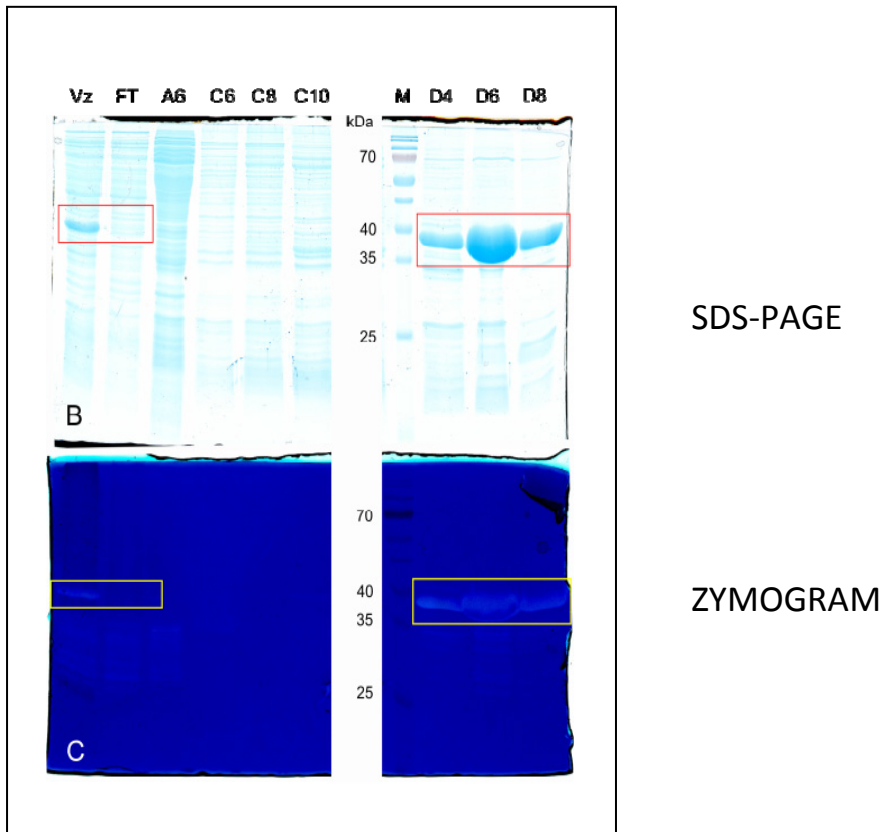 Vz FT A6 C6 C8 C10 M D4 D6 D8
kDa
70
40
35
25
B
SDS-PAGE
70
40
35
25
C
ZYMOGRAM